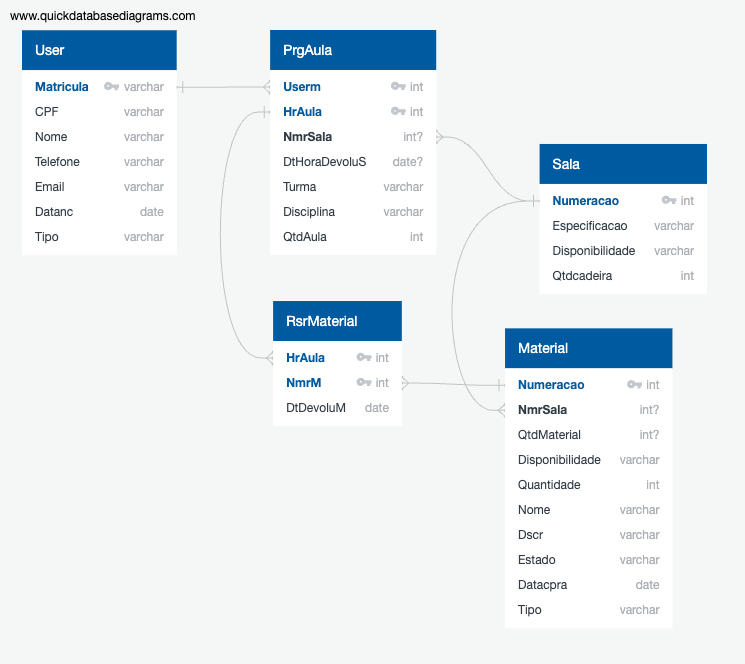 www.quickdatabasediagrams.com
User
Matricula varchar
CPF varchar
Nome varchar
Telefone varchar
Email varchar
Datanc date
Tipo varchar
PrgAula
Userm int
HrAula int
NmrSala int?
DtHoraDevoluS date?
Turma varchar
Disciplina varchar
QtdAula int
Sala
Numeracao int
Especificacao varchar
Disponibilidade varchar
Qtdcadeira int
RsrMaterial
HrAula int
NmrM int
DtDevoluM date
Material
Numeracao int
NmrSala int?
QtdMaterial int?
Disponibilidade varchar
Quantidade int
Nome varchar
Dscr varchar
Estado varchar
Datacpra date
Tipo varchar